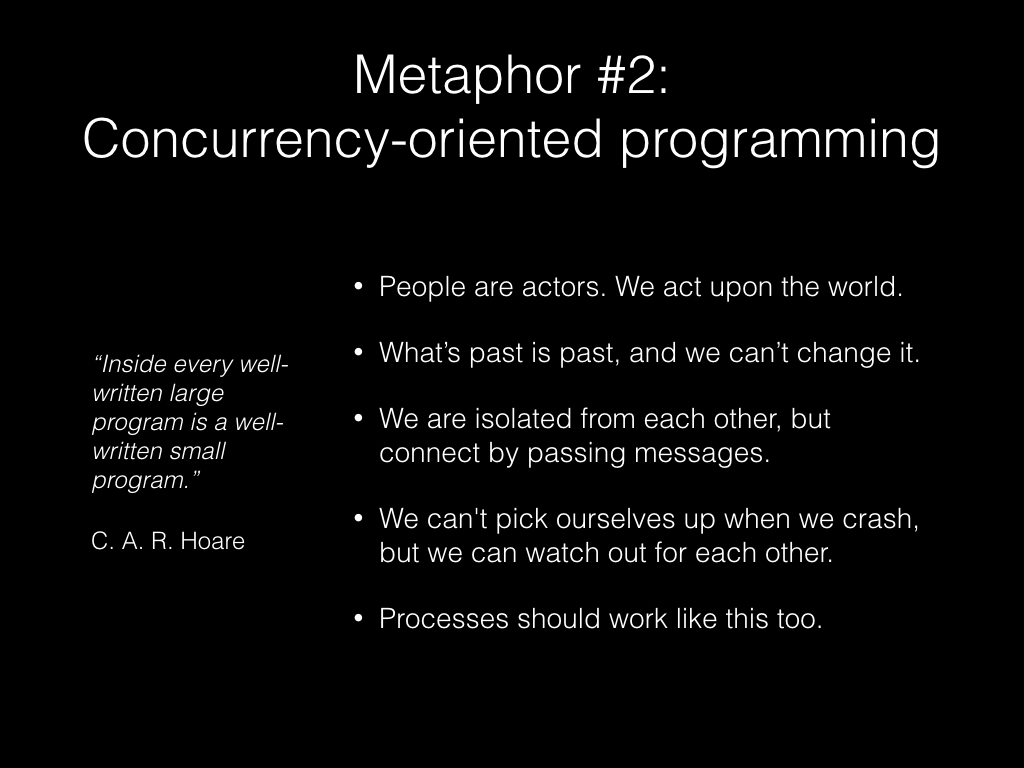 Metaphor #2:
Concurrency-oriented programming
“Inside every well-
written large
program is a well-
written small
program.”
C. A. R. Hoare
• People are actors. We act upon the world.
• What’s past is past, and we can’t change it.
• We are isolated from each other, but
connect by passing messages.
• We can't pick ourselves up when we crash,
but we can watch out for each other.
• Processes should work like this too.